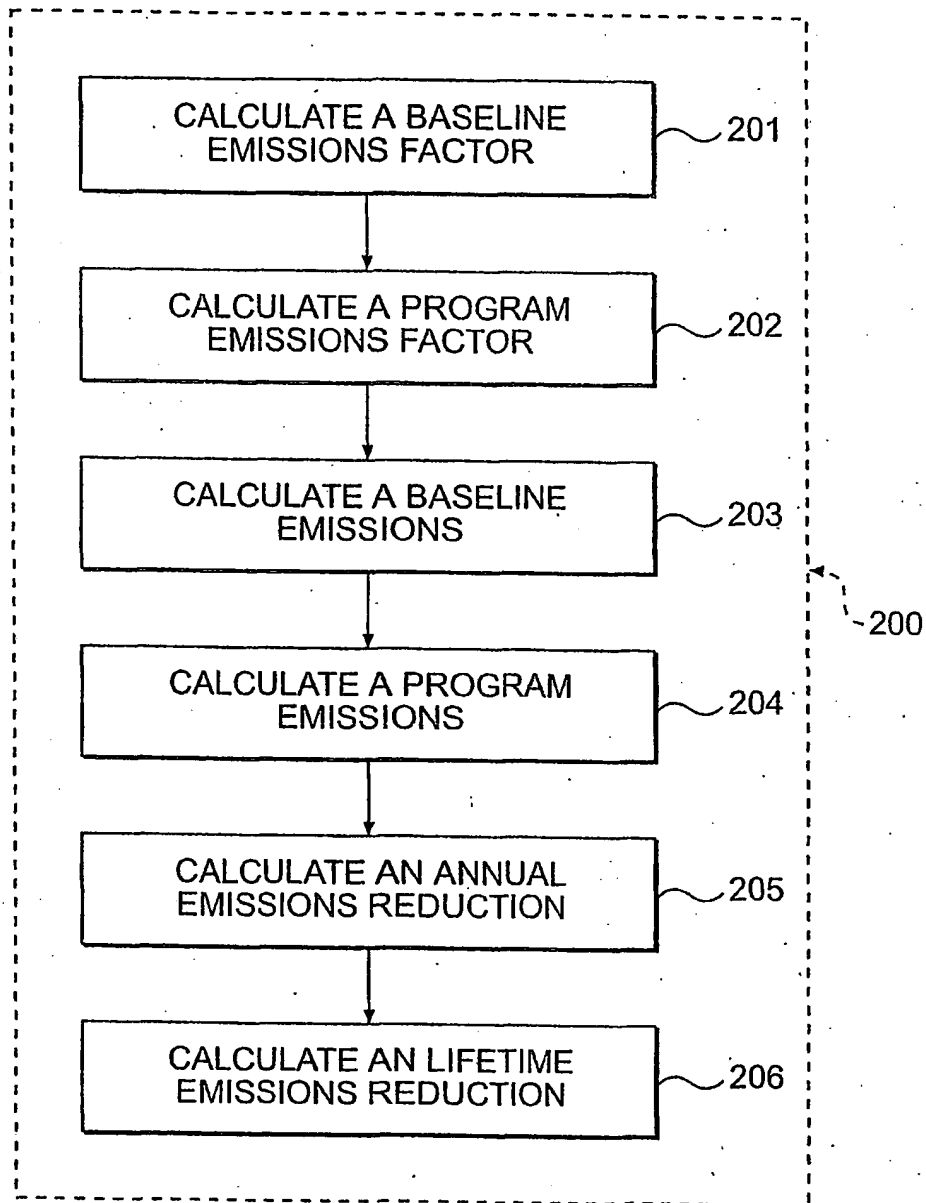 CALCULATE A BASELINE
EMISSIONS FACTOR
201
CALCULATE A PROGRAM
EMISSIONS FACTOR
202
CALCULATE A BASELINE
EMISSIONS
203
200
CALCULATE A PROGRAM
EMISSIONS
204
CALCULATE AN ANNUAL
EMISSIONS REDUCTION
205
CALCULATE AN LIFETIME
EMISSIONS REDUCTION
206